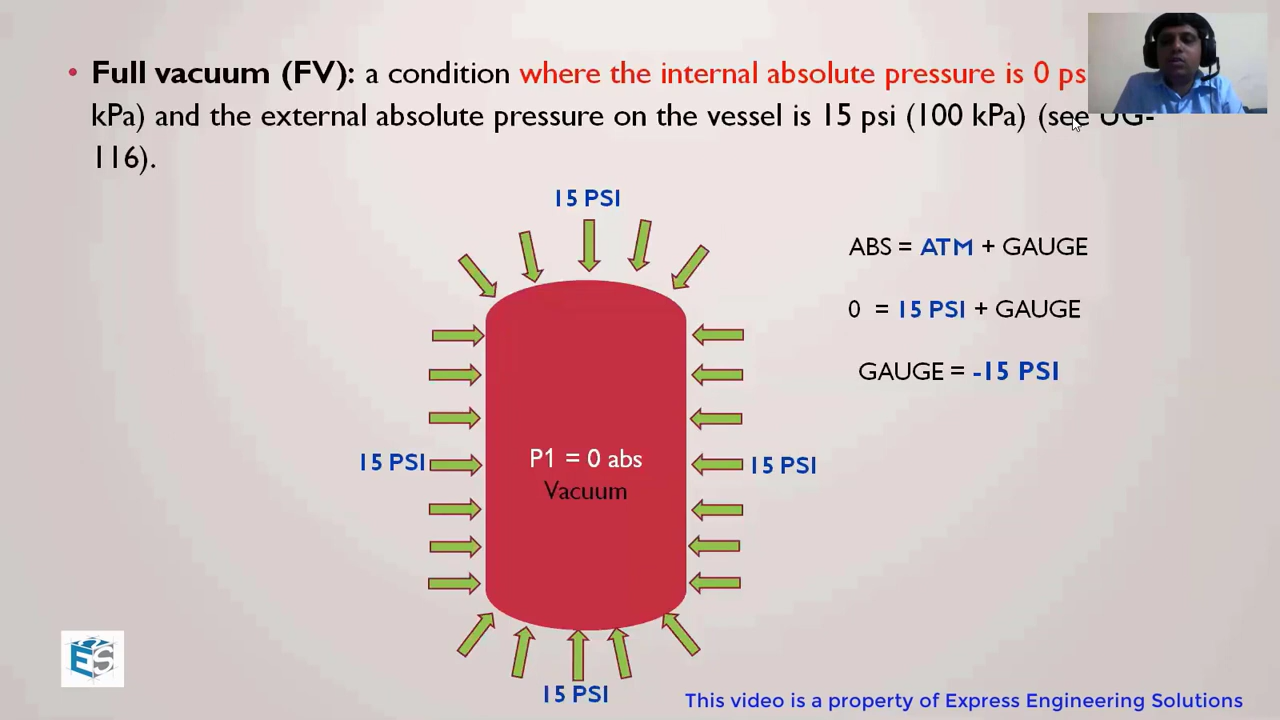 • Full vacuum (FV): a condition where the internal absolute pressure is 0 ps
kPa) and the external absolute pressure on the vessel is 15 psi (100 kPa) (see UG-
116).
15 PSI
ABS = ATM + GAUGE
0 = 15 PSI + GAUGE
GAUGE = -15 PSI
15 PSI
P1 = 0 abs
15 PSI
Vacuum
ES
15 PSI
This video is a property of Express Engineering Solutions